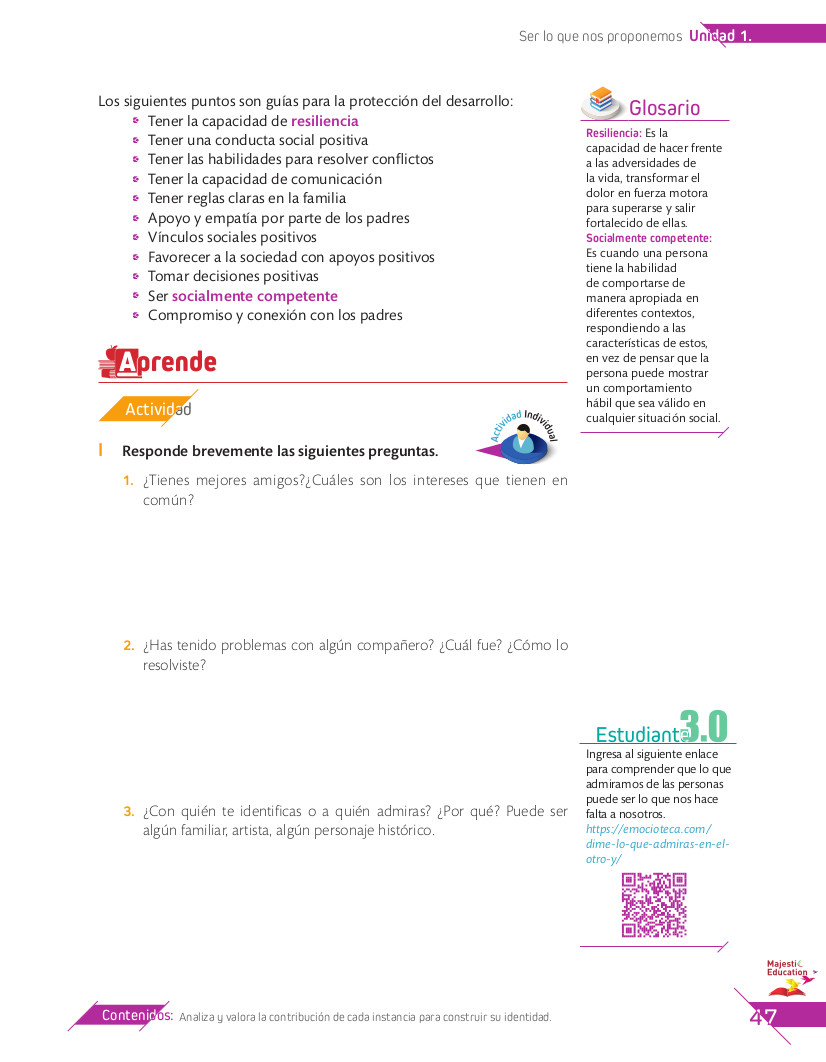 Ser lo que nos proponemos Unidad 1.
Los siguientes puntos son guías para la protección del desarrollo:
Tener la capacidad de resiliencia
Tener una conducta social positiva
Tener las habilidades para resolver conflictos
Tener la capacidad de comunicación
Tener reglas claras en la familia
Apoyo y empatía por parte de los padres
Vínculos sociales positivos
Favorecer a la sociedad con apoyos positivos
Tomar decisiones positivas
Ser socialmente competente
Compromiso y conexión con los padres
Aprende
Actividad
Actividad Individual
I Responde brevemente las siguientes preguntas.
1. ¿Tienes mejores amigos?¿Cuáles son los intereses que tienen en
común?
2. ¿Has tenido problemas con algún compañero? ¿Cuál fue? ¿Cómo lo
resolviste?
3. ¿Con quién te identificas o a quién admiras? ¿Por qué? Puede ser
algún familiar, artista, algún personaje histórico.
Glosario
Resiliencia: Es la
capacidad de hacer frente
a las adversidades de
la vida, transformar el
dolor en fuerza motora
para superarse y salir
fortalecido de ellas.
Socialmente competente:
Es cuando una persona
tiene la habilidad
de comportarse de
manera apropiada en
diferentes contextos,
respondiendo a las
características de estos,
en vez de pensar que la
persona puede mostrar
un comportamiento
hábil que sea válido en
cualquier situación social.
Estudiante 3.0
Ingresa al siguiente enlace
para comprender que lo que
admiramos de las personas
puede ser lo que nos hace
falta a nosotros.
https://emocioteca.com/
dime-lo-que-admiras-en-el-
otro-y/
Majestic
Education
Contenidos: Analiza y valora la contribución de cada instancia para construir su identidad.
47